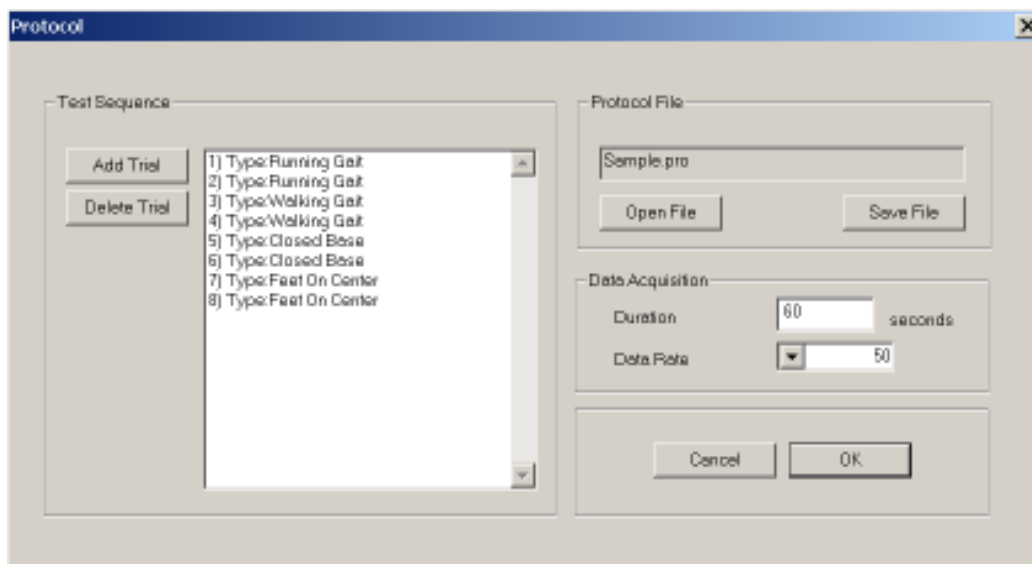 Protocol
Test Sequence
Add Trial
Delete Trial
1) Type:Running Gait
2) Type:Running Gait
3) Type:Walking Gait
4) Type:Walking Gait
5) Type:Closed Base
6) Type:Closed Base
7) Type:Feet On Center
8) Type:Feet On Center
Protocol File
Sample.pro
Open File
Save File
Data Acquisition
Duration
60
seconds
Data Rate
50
Cancel
OK